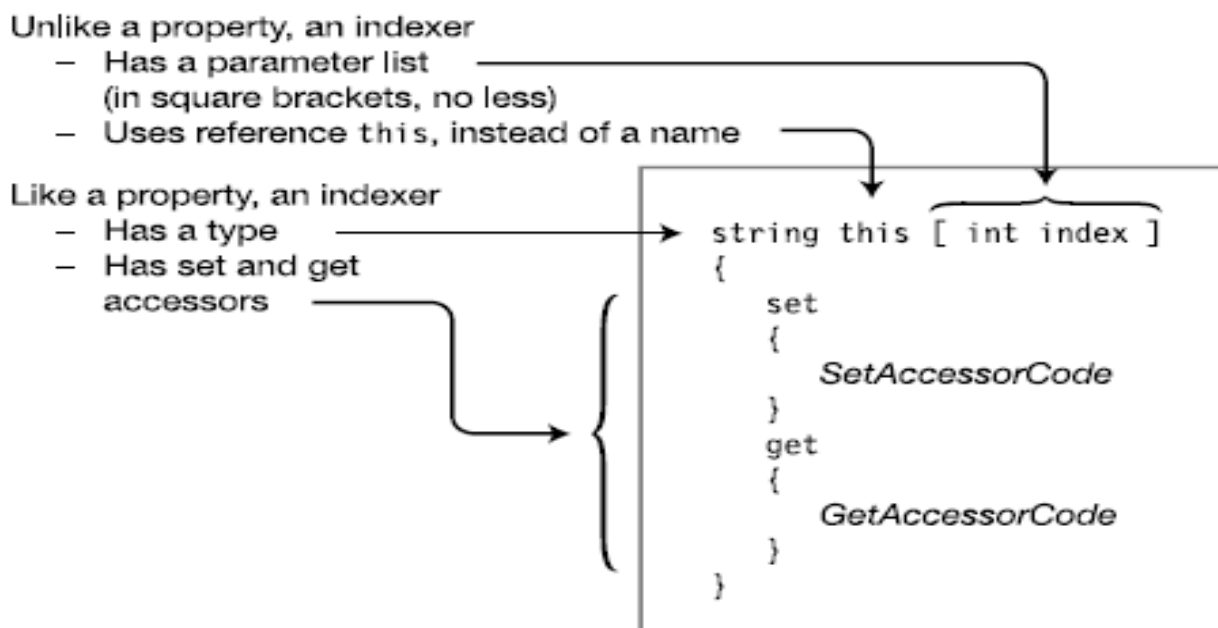 Unlike a property, an indexer
– Has a parameter list
(in square brackets, no less)
– Uses reference this, instead of a name
Like a property, an indexer
– Has a type
– Has set and get
accessors
string this [ int index ]
{
set
{
SetAccessorCode
}
get
{
GetAccessorCode
}
}